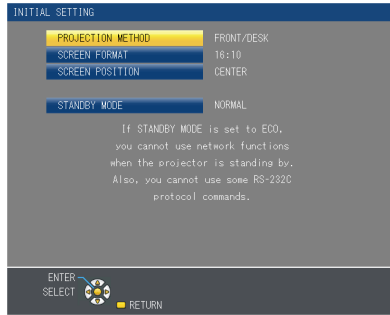 INITIAL SETTING
PROJECTION METHOD FRONT/DESK
SCREEN FORMAT 16:10
SCREEN POSITION CENTER
STANDBY MODE NORMAL
If STANDBY MODE is set to ECO,
you cannot use network functions
when the projector is standing by.
Also, you cannot use some RS-232C
protocol commands.
ENTER
SELECT
RETURN